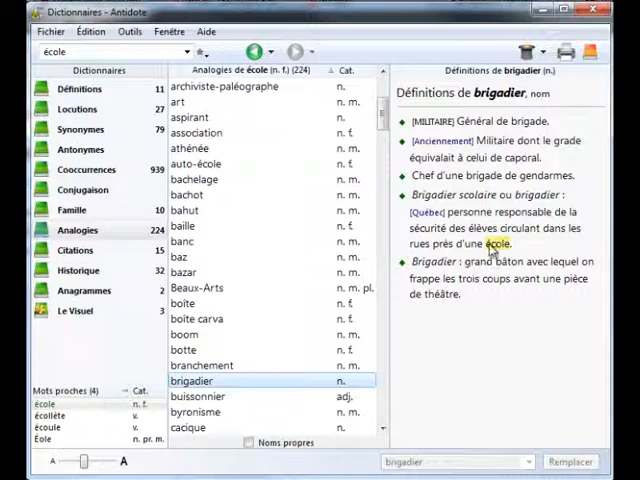 Dictionnaires - Antidote
Fichier Édition Outils Fenêtre Aide
école
Dictionnaires
Définitions 11
Locutions 27
Synonymes 79
Antonymes
Cooccurrences 939
Conjugaison
Famille 10
Analogies 224
Citations 15
Historique 32
Anagrammes 2
Le Visuel 3
Mots proches (4) Cat.
école n. f.
écollète v.
écoule v.
École n. pr. m.
A A
Analogies de école (n. f.) (224) Cat.
archiviste-paléographe n.
art n. m.
aspirant n.
association n. f.
athénée n. m.
auto-école n. f.
bachelage n. m.
bachot n. m.
bahut n. m.
baille n. f.
banc n. m.
baz n. m.
bazar n. m.
Beaux-Arts n. m. pl.
boîte n. f.
boîte carva n. f.
boom n. m.
botte n. f.
branchement n. m.
brigadier n.
buissonnier adj.
byronisme n. m.
cacique n. m.
Noms propres
Définitions de brigadier (n.)
Définitions de brigadier, nom
[MILITAIRE] Général de brigade.
[Anciennement] Militaire dont le grade
équivalait à celui de caporal.
Chef d'une brigade de gendarmes.
Brigadier scolaire ou brigadier :
[Québec] personne responsable de la
sécurité des élèves circulant dans les
rues près d'une école.
Brigadier : grand bâton avec lequel on
frappe les trois coups avant une pièce
de théâtre.
brigadier Remplacer